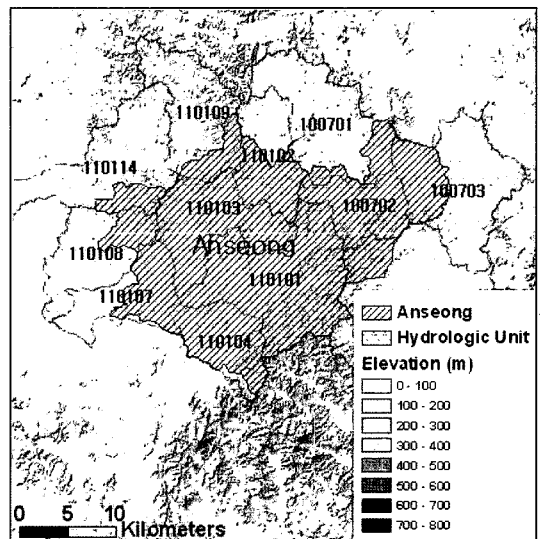 110109
100701
110114
110102
100703
110103
100702
Anseong
110108
110101
110107
110104
Anseong
Hydrologic Unit
Elevation (m)
0 - 100
100 - 200
200 - 300
300 - 400
400 - 500
500 - 600
600 - 700
700 - 800
0 5 10
Kilometers